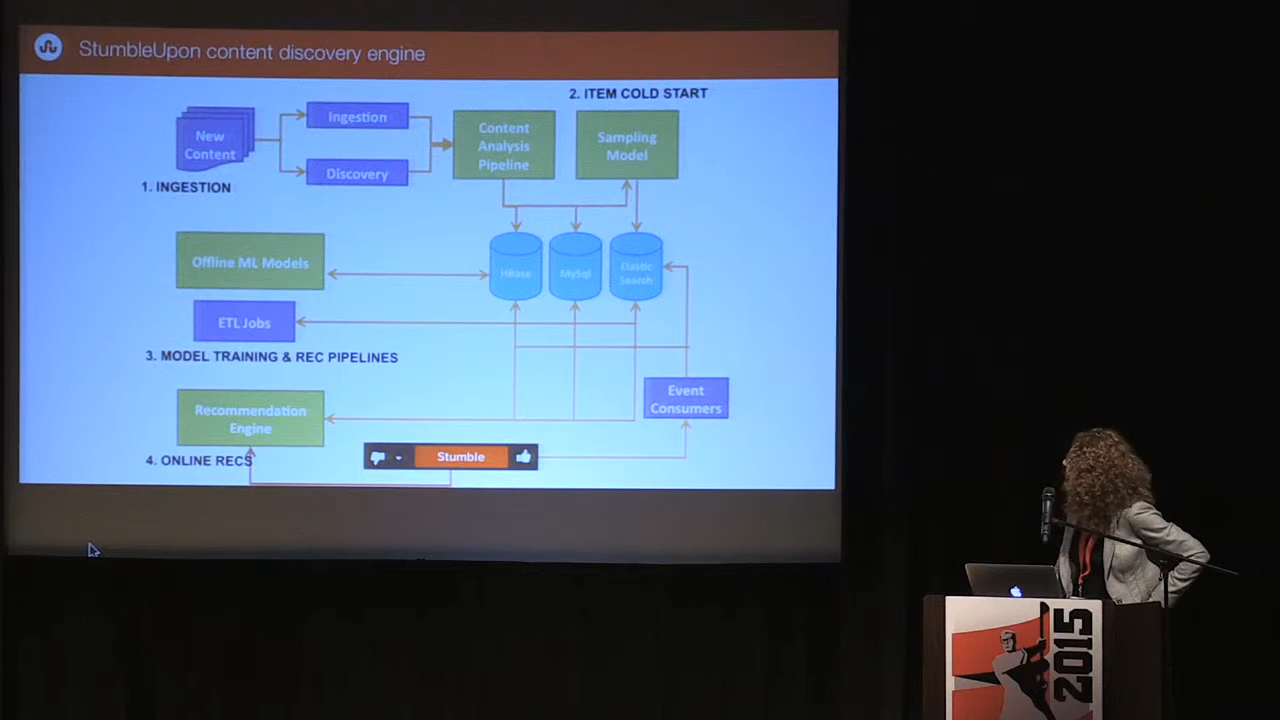 StumbleUpon content discovery engine
2. ITEM COLD START
New
Content
Ingestion
Discovery
Content
Analysis
Pipeline
Sampling
Model
1. INGESTION
Offline ML Models
HBase
MySql
Elastic
Search
ETL Jobs
3. MODEL TRAINING & REC PIPELINES
Recommendation
Engine
Event
Consumers
4. ONLINE RECS
Stumble
2015